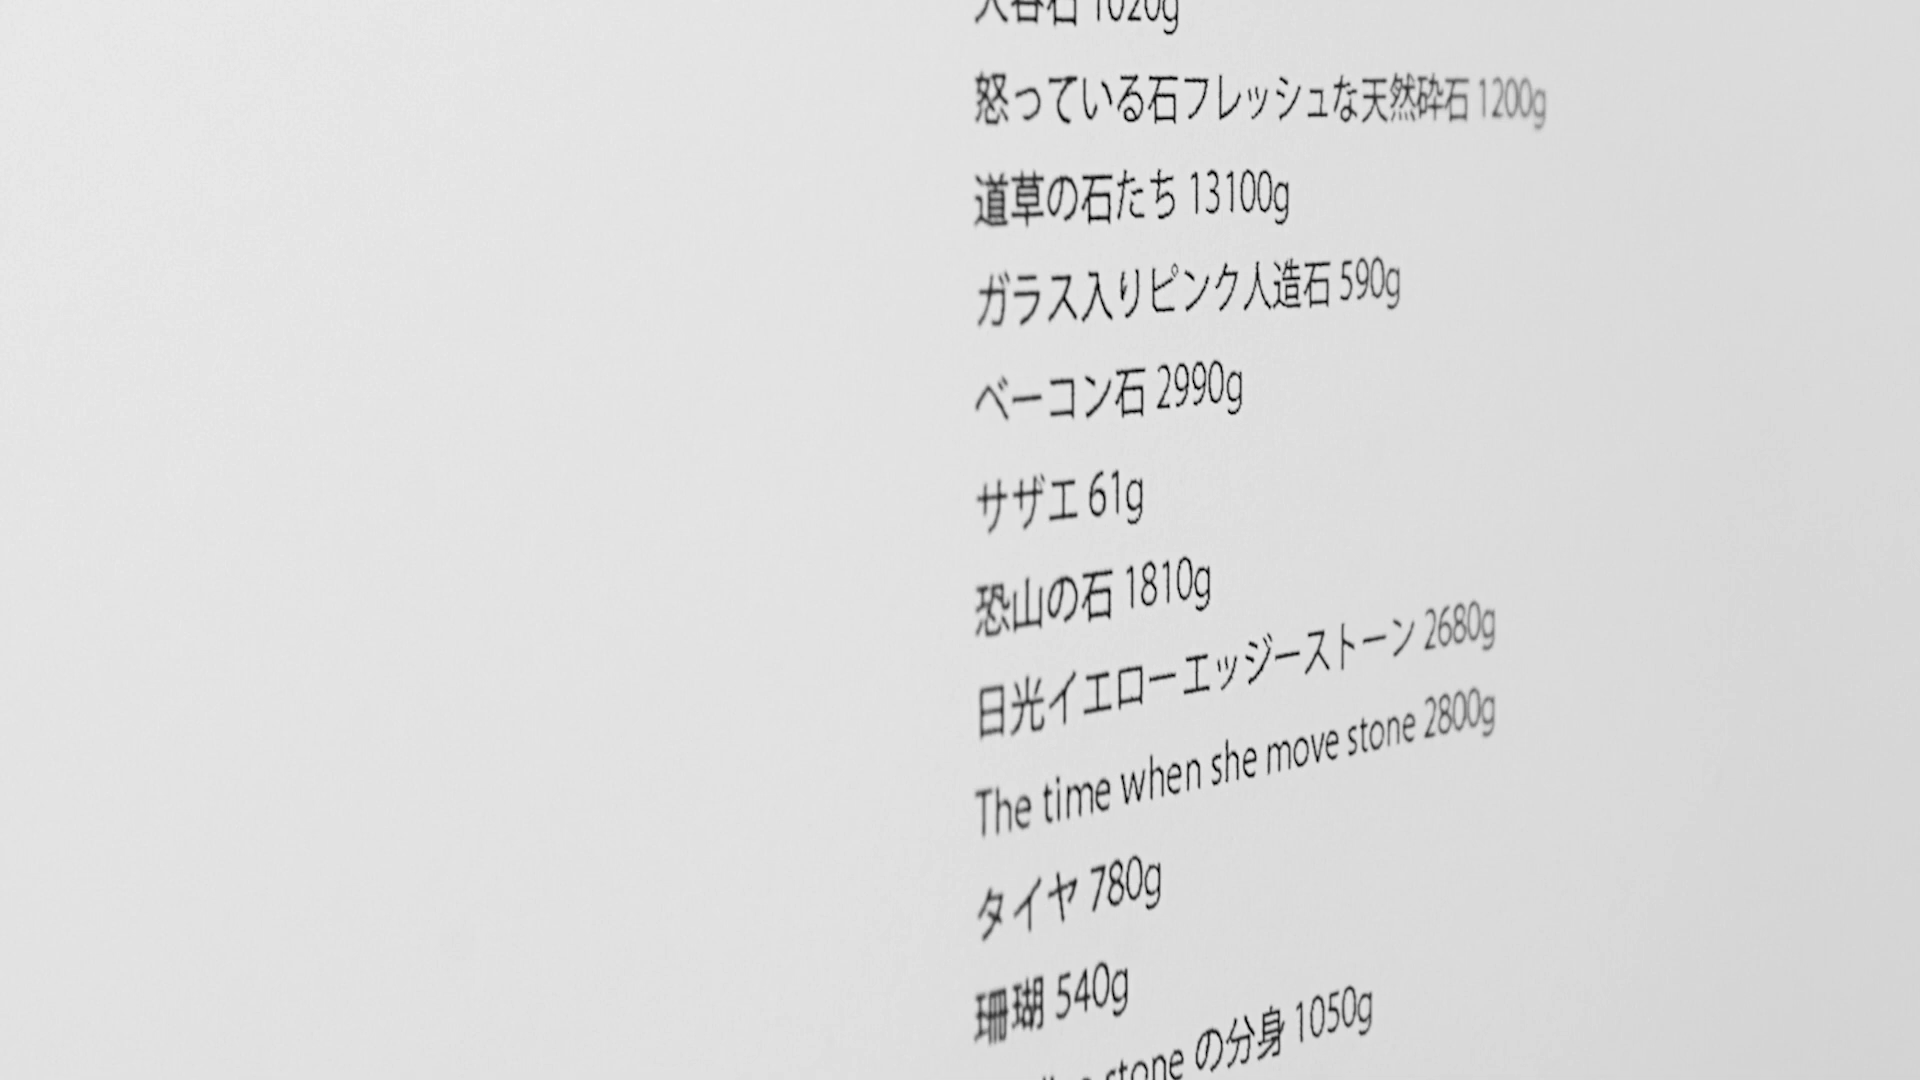 大谷石 1020g
怒っている石フレッシュな天然砕石 1200g
道草の石たち 13100g
ガラス入りピンク人造石 590g
ベーコン石 2990g
サザエ 61g
恐山の石 1810g
日光イエローエッジーストーン 2680g
The time when she move stone 2800g
タイヤ 780g
珊瑚 540g
stone の分身 1050g